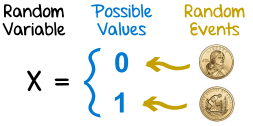 Random Variable
Possible Values
Random Events
X =
0
1